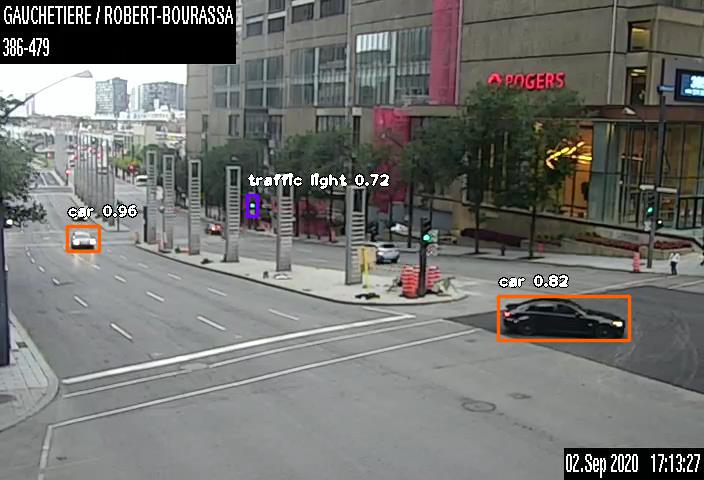 GAUCHETIERE / ROBERT-BOURASSA
386-479
ROGERS
traffic light 0.72
car 0.96
car 0.82
02.Sep 2020 17:13:27